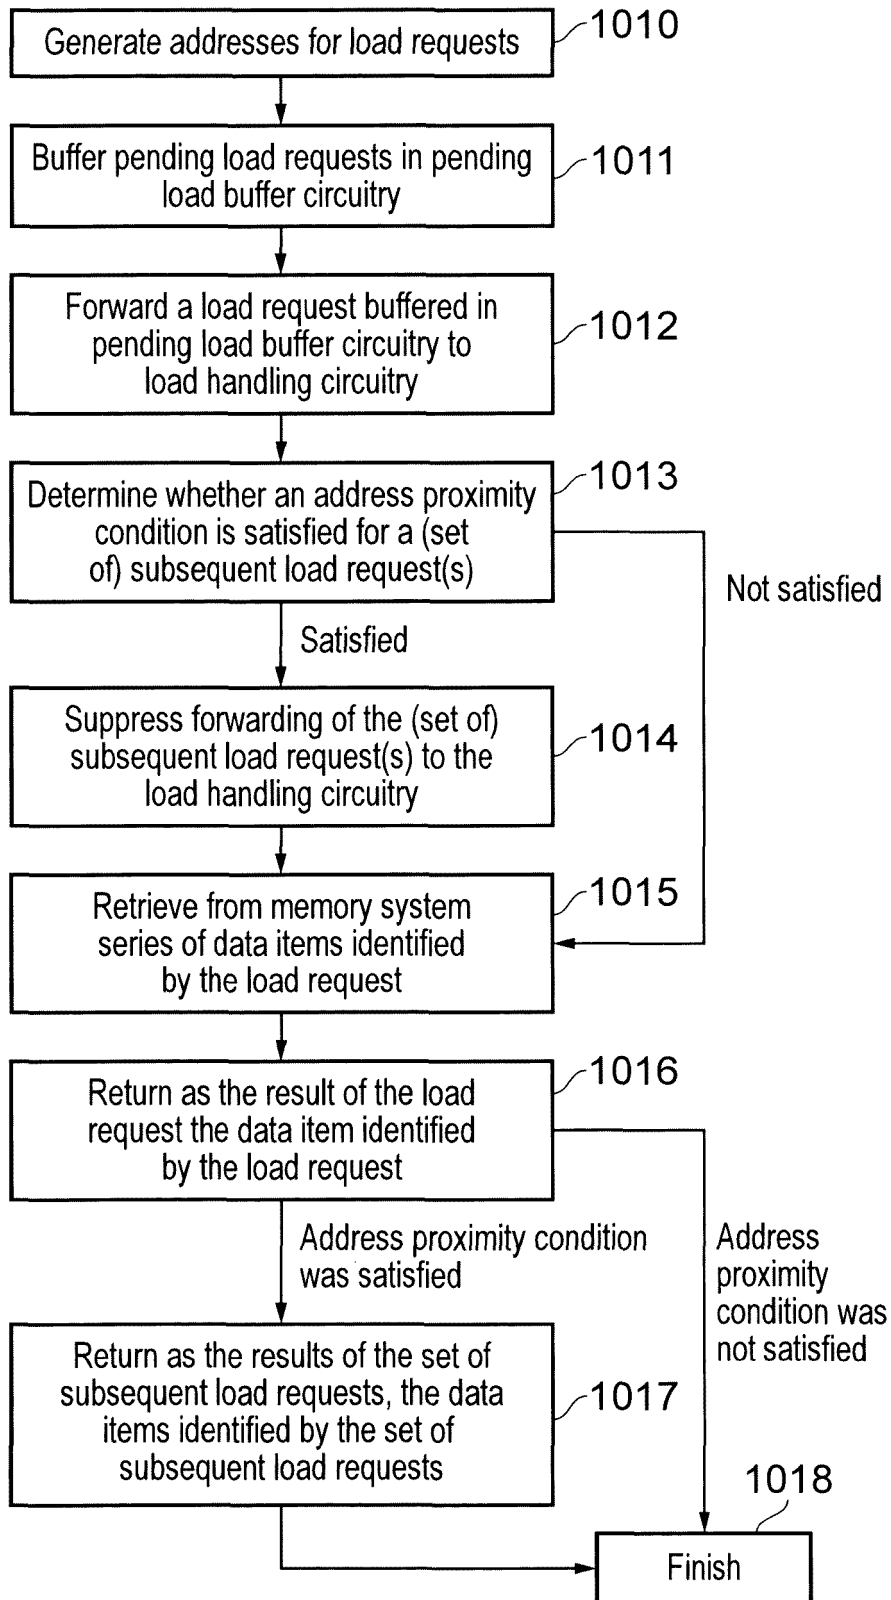 Generate addresses for load requests
1010
Buffer pending load requests in pending
load buffer circuitry
1011
Forward a load request buffered in
pending load buffer circuitry to
load handling circuitry
1012
Determine whether an address proximity
condition is satisfied for a (set
of) subsequent load request(s)
1013
Not satisfied
Satisfied
Suppress forwarding of the (set of)
subsequent load request(s) to the
load handling circuitry
1014
Retrieve from memory system
series of data items identified
by the load request
1015
Return as the result of the load
request the data item identified
by the load request
1016
Address proximity condition
was satisfied
Address
proximity
condition was
not satisfied
Return as the results of the set of
subsequent load requests, the data
items identified by the set of
subsequent load requests
1017
1018
Finish